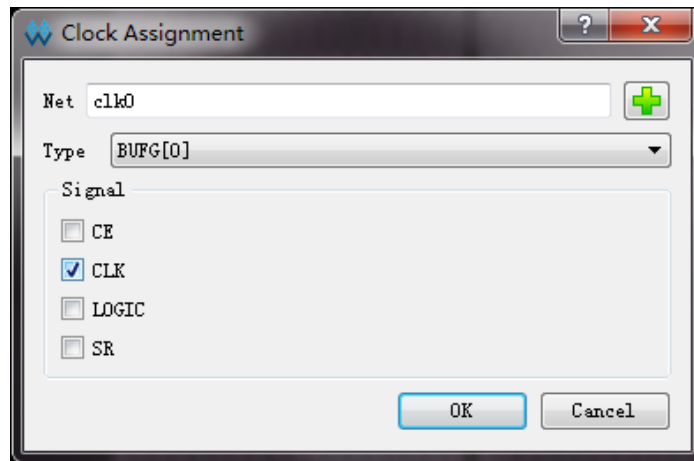 Clock Assignment
?
X
Net clk0
Type BUFG[0]
Signal
CE
CLK
LOGIC
SR
OK Cancel